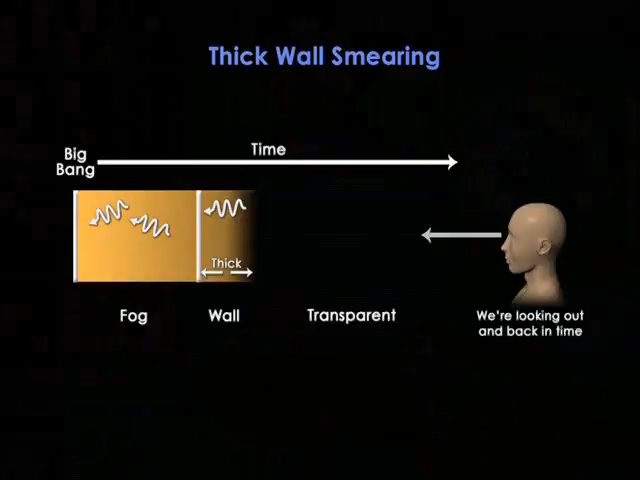 Thick Wall Smearing
Big
Bang
Time
Thick
Fog
Wall
Transparent
We're looking out
and back in time